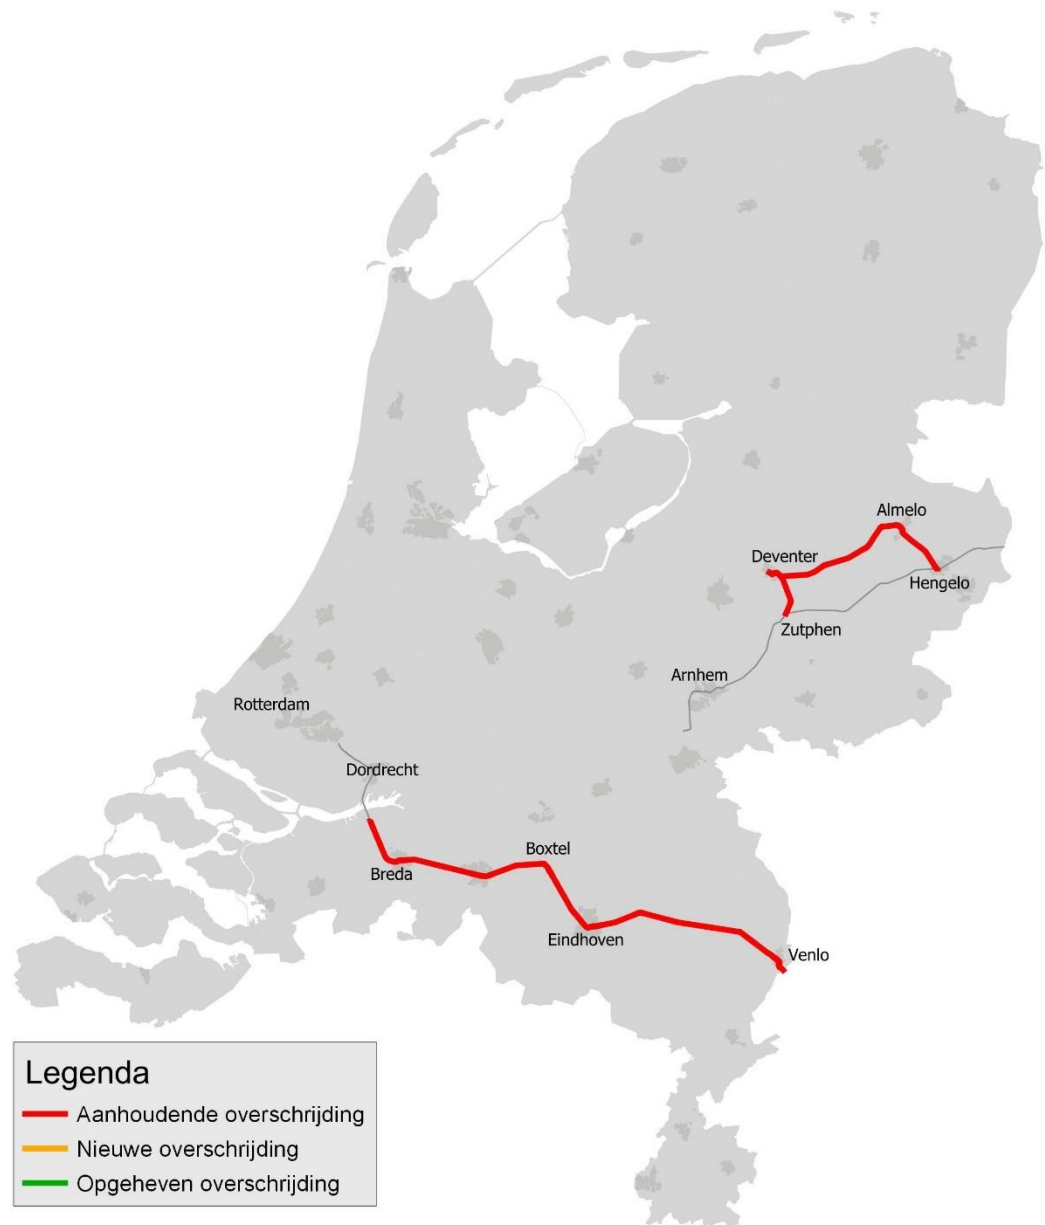 Almelo
Deventer
Hengelo
Zutphen
Arnhem
Rotterdam
Dordrecht
Boxtel
Breda
Eindhoven
Venlo
Legenda
Aanhoudende overschrijding
Nieuwe overschrijding
Opgeheven overschrijding